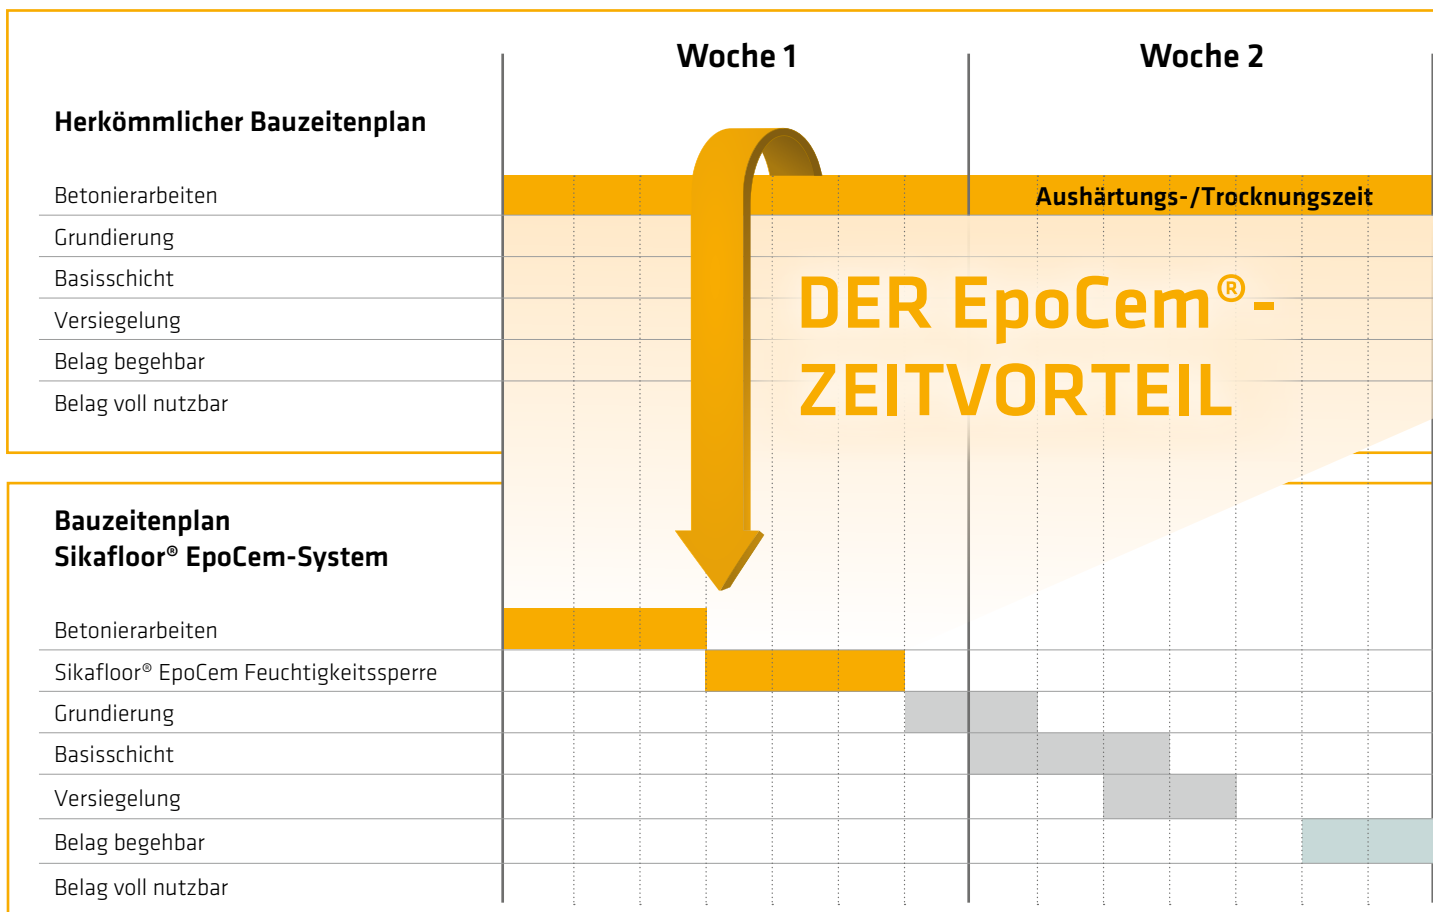 Woche 1
Woche 2
Herkömmlicher Bauzeitenplan
Betonierarbeiten
Aushärtungs-/Trocknungszeit
Grundierung
Basisschicht
Versiegelung
Belag begehbar
Belag voll nutzbar
DER EpoCem®-
ZEITVORTEIL
Bauzeitenplan
Sikafloor® EpoCem-System
Betonierarbeiten
Sikafloor® EpoCem Feuchtigkeitssperre
Grundierung
Basisschicht
Versiegelung
Belag begehbar
Belag voll nutzbar